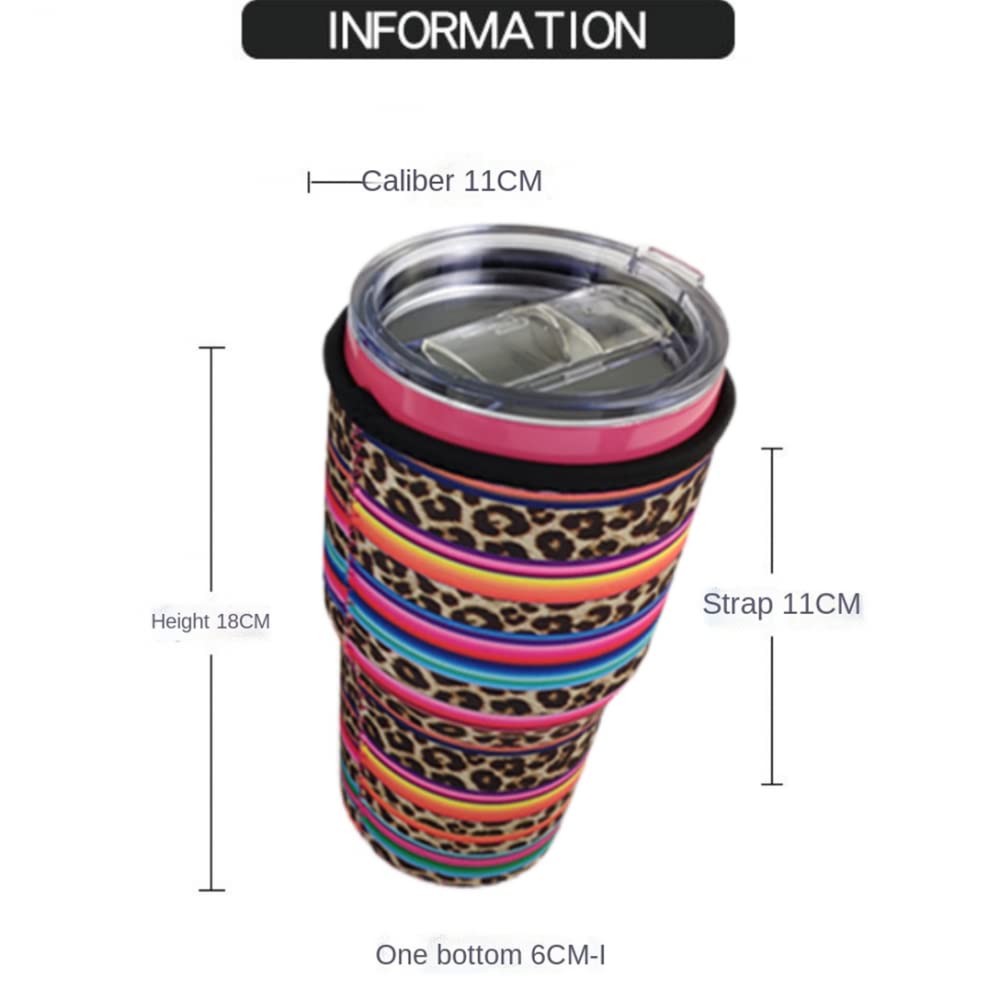 INFORMATION
Caliber 11CM
Strap 11CM
Height 18CM
One bottom 6CM-I